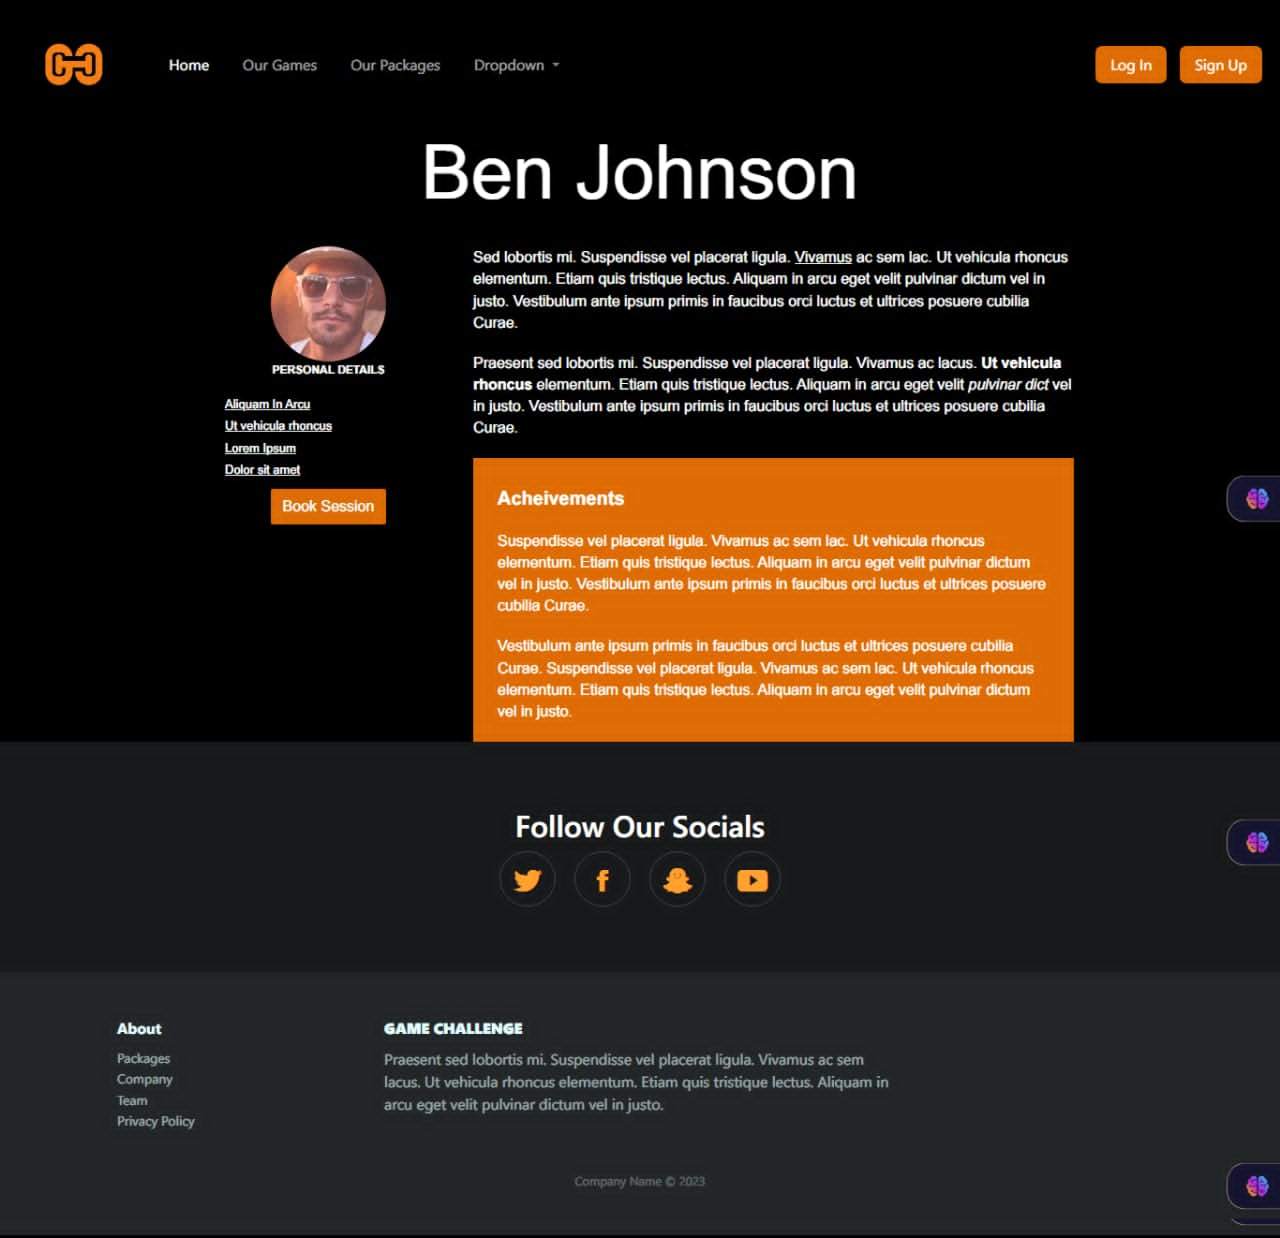 Home Our Games Our Packages Dropdown Log In Sign Up
Ben Johnson
PERSONAL DETAILS
Aliquam In Arcu
Ut vehicula rhoncus
Lorem Ipsum
Dolor sit amet
Book Session
Sed lobortis mi. Suspendisse vel placerat ligula. Vivamus ac sem lac. Ut vehicula rhoncus
elementum. Etiam quis tristique lectus. Aliquam in arcu eget velit pulvinar dictum vel in
justo. Vestibulum ante ipsum primis in faucibus orci luctus et ultrices posuere cubilia
Curae.
Praesent sed lobortis mi. Suspendisse vel placerat ligula. Vivamus ac lacus. Ut vehicula
rhoncus elementum. Etiam quis tristique lectus. Aliquam in arcu eget velit pulvinar dict vel
in justo. Vestibulum ante ipsum primis in faucibus orci luctus et ultrices posuere cubilia
Curae.
Acheivements
Suspendisse vel placerat ligula. Vivamus ac sem lac. Ut vehicula rhoncus
elementum. Etiam quis tristique lectus. Aliquam in arcu eget velit pulvinar dictum
vel in justo. Vestibulum ante ipsum primis in faucibus orci luctus et ultrices posuere
cubilia Curae.
Vestibulum ante ipsum primis in faucibus orci luctus et ultrices posuere cubilia
Curae. Suspendisse vel placerat ligula. Vivamus ac sem lac. Ut vehicula rhoncus
elementum. Etiam quis tristique lectus. Aliquam in arcu eget velit pulvinar dictum
vel in justo.
Follow Our Socials
About
Packages
Company
Team
Privacy Policy
GAME CHALLENGE
Praesent sed lobortis mi. Suspendisse vel placerat ligula. Vivamus ac sem
lacus. Ut vehicula rhoncus elementum. Etiam quis tristique lectus. Aliquam in
arcu eget velit pulvinar dictum vel in justo.
Company Name © 2023